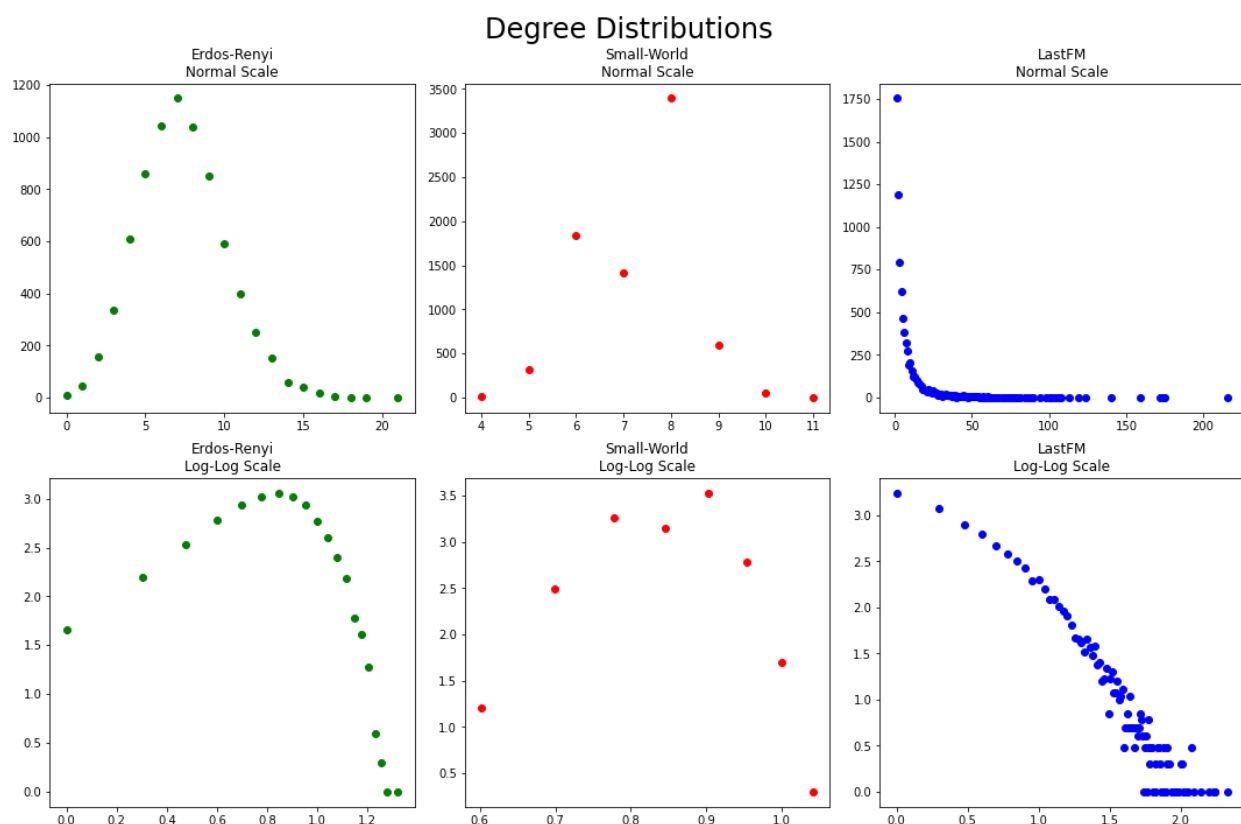 Degree Distributions
Erdos-Renyi
Normal Scale
1200
1000
800
600
400
200
0
0 5 10 15 20
Small-World
Normal Scale
3500
3000
2500
2000
1500
1000
500
0
4 5 6 7 8 9 10 11
LastFM
Normal Scale
1750
1500
1250
1000
750
500
250
0
0 50 100 150 200
Erdos-Renyi
Log-Log Scale
3.0
2.5
2.0
1.5
1.0
0.5
0.0
0.0 0.2 0.4 0.6 0.8 1.0 1.2
Small-World
Log-Log Scale
3.5
3.0
2.5
2.0
1.5
1.0
0.5
0.6 0.7 0.8 0.9 1.0
LastFM
Log-Log Scale
3.0
2.5
2.0
1.5
1.0
0.5
0.0
0.0 0.5 1.0 1.5 2.0